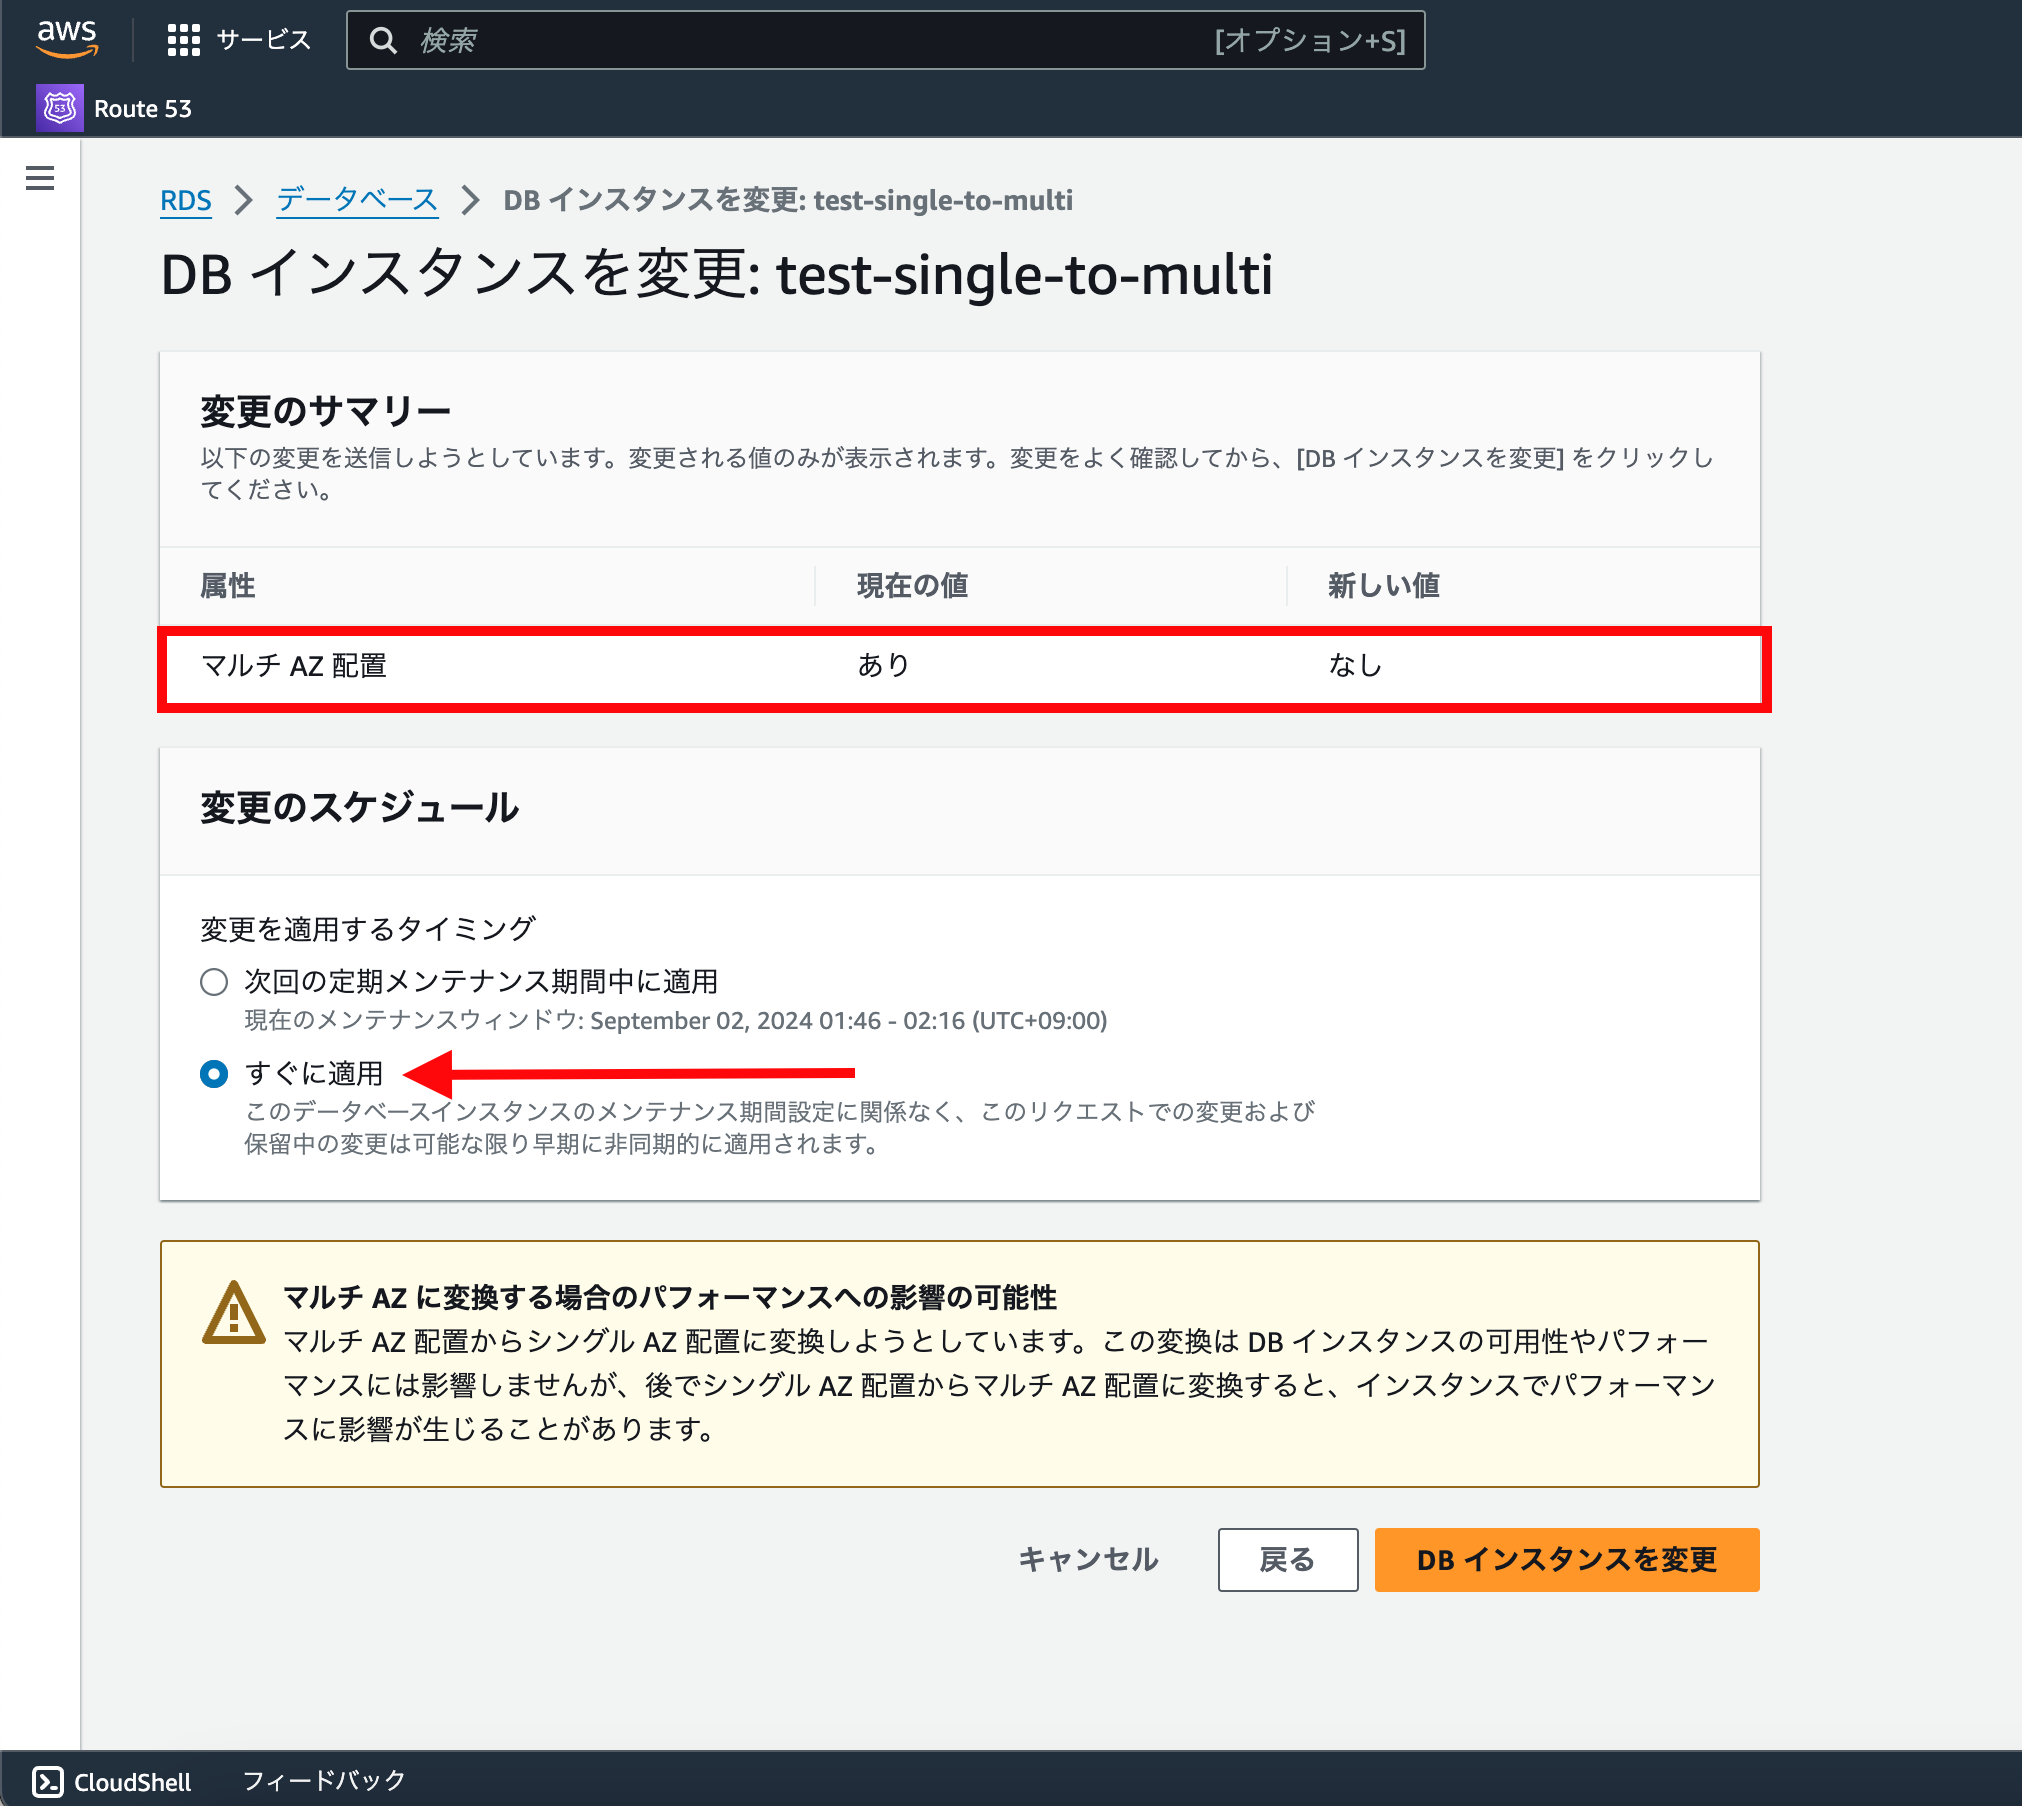 aws
サービス
検索
[オプション+S]
53
Route 53
RDS
データベース
DB インスタンスを変更: test-single-to-multi
DB インスタンスを変更: test-single-to-multi
変更のサマリー
以下の変更を送信しようとしています。変更される値のみが表示されます。変更をよく確認してから、[DB インスタンスを変更] をクリックし
てください。
属性
現在の値
新しい値
マルチ AZ 配置
あり
なし
変更のスケジュール
変更を適用するタイミング
次回の定期メンテナンス期間中に適用
現在のメンテナンスウィンドウ: September 02, 2024 01:46 - 02:16 (UTC+09:00)
すぐに適用
このデータベースインスタンスのメンテナンス期間設定に関係なく、このリクエストでの変更および
保留中の変更は可能な限り早期に非同期的に適用されます。
マルチ AZ に変換する場合のパフォーマンスへの影響の可能性
マルチ AZ 配置からシングル AZ 配置に変換しようとしています。この変換は DB インスタンスの可用性やパフォー
マンスには影響しませんが、後でシングル AZ 配置からマルチ AZ 配置に変換すると、インスタンスでパフォーマン
スに影響が生じることがあります。
キャンセル
戻る
DB インスタンスを変更
CloudShell
フィードバック